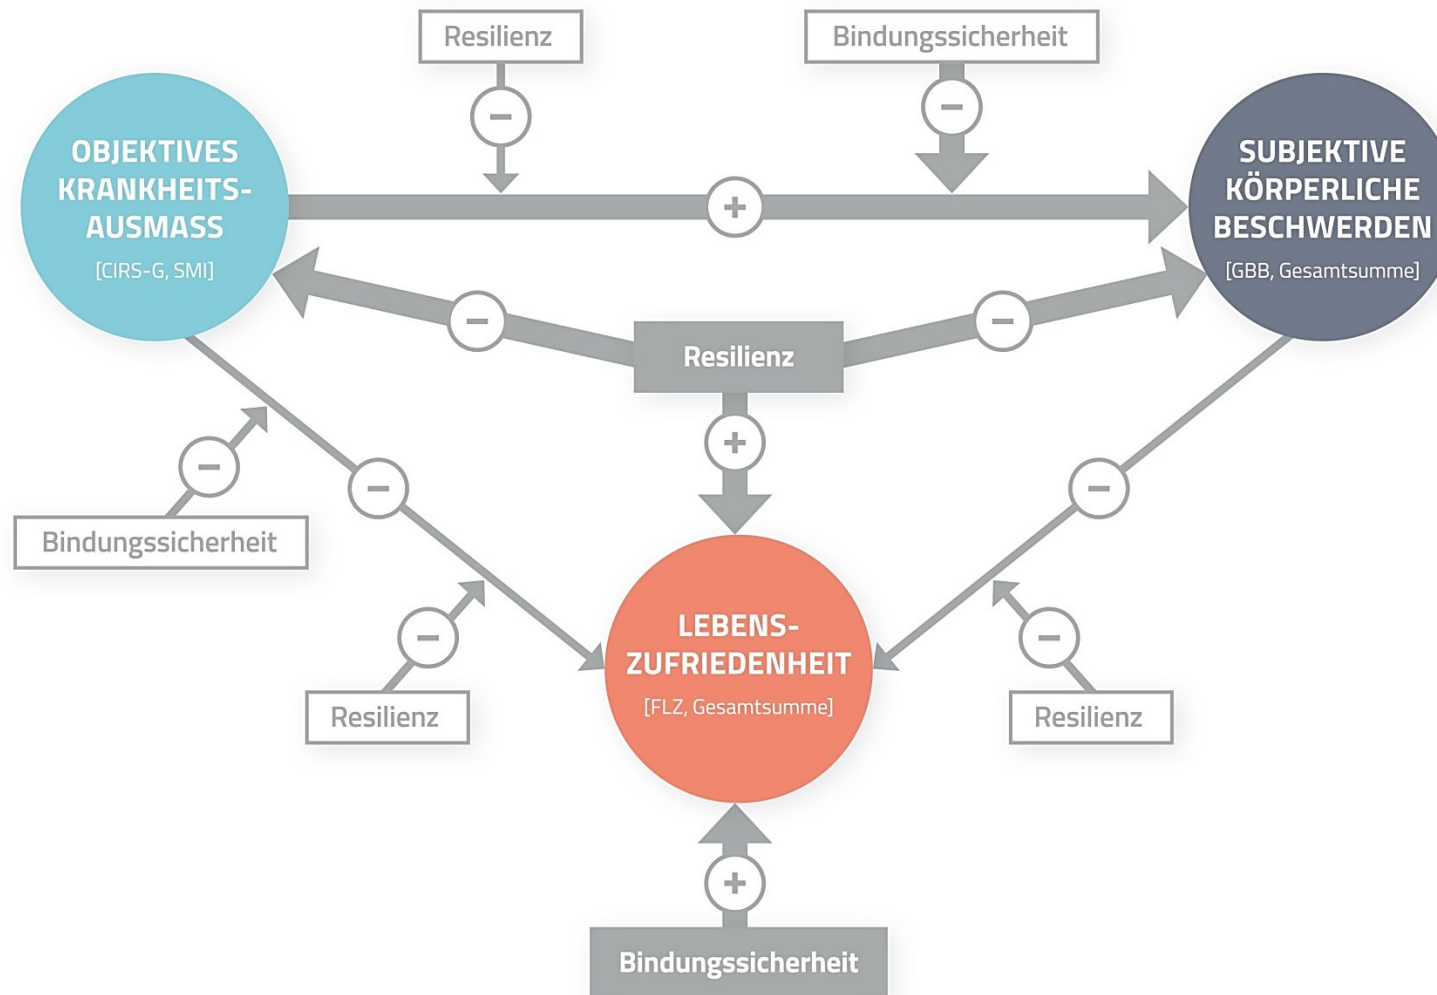 Resilienz
Bindungssicherheit
OBJEKTIVES
KRANKHEITS-
AUSMASS
[CIRS-G, SMI]
SUBJEKTIVE
KÖRPERLICHE
BESCHWERDEN
[GBB, Gesamtsumme]
−
−
+
−
−
Resilienz
+
−
−
−
Bindungssicherheit
−
−
Resilienz
Resilienz
LEBENS-
ZUFRIEDENHEIT
[FLZ, Gesamtsumme]
+
Bindungssicherheit